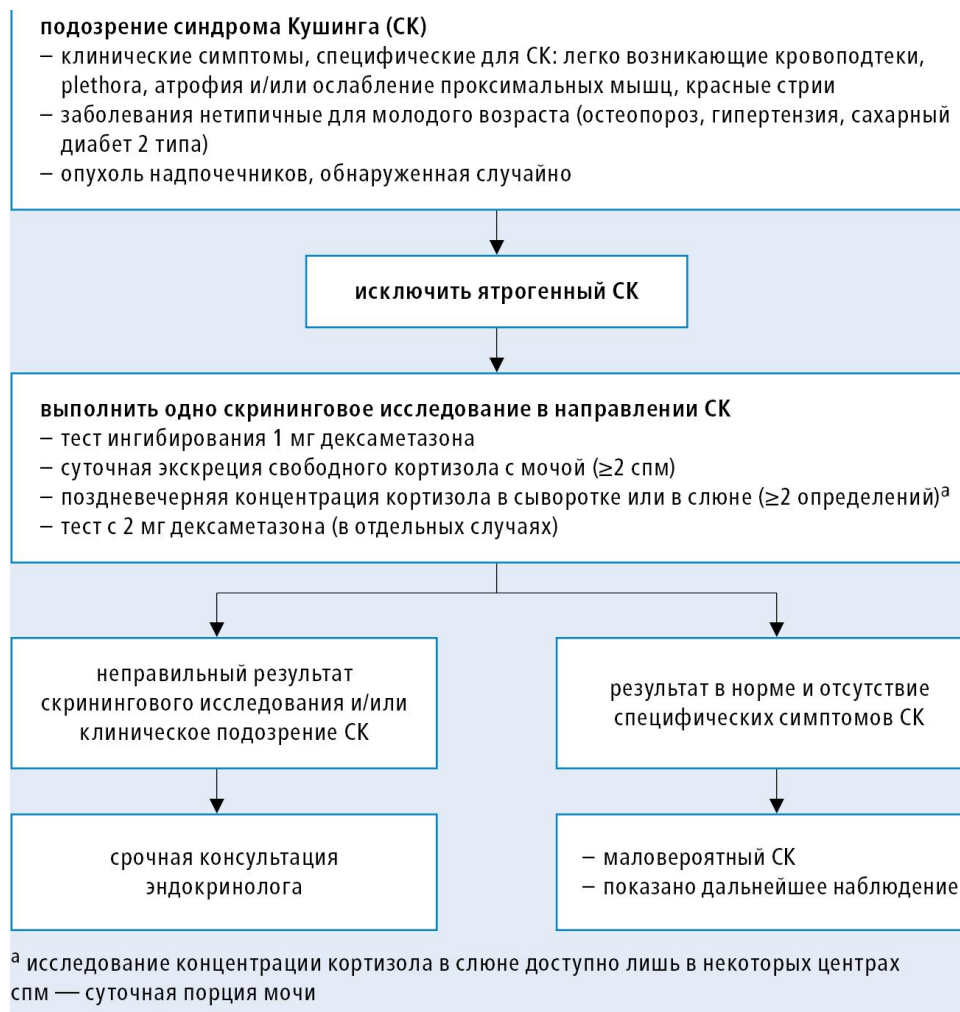 подозрение синдрома Кушинга (СК)
– клинические симптомы, специфические для СК: легко возникающие кровоподтеки,
plethora, атрофия и/или ослабление проксимальных мышц, красные стрии
– заболевания нетипичные для молодого возраста (остеопороз, гипертензия, сахарный
диабет 2 типа)
– опухоль надпочечников, обнаруженная случайно
исключить ятрогенный СК
выполнить одно скрининговое исследование в направлении СК
– тест ингибирования 1 мг дексаметазона
– суточная экскреция свободного кортизола с мочой (≥2 спм)
– поздневечерняя концентрация кортизола в сыворотке или в слюне (≥2 определений)ᵃ
– тест с 2 мг дексаметазона (в отдельных случаях)
неправильный результат
скринингового исследования и/или
клиническое подозрение СК
результат в норме и отсутствие
специфических симптомов СК
срочная консультация
эндокринолога
– маловероятный СК
– показано дальнейшее наблюдение
ᵃ исследование концентрации кортизола в слюне доступно лишь в некоторых центрах
спм — суточная порция мочи